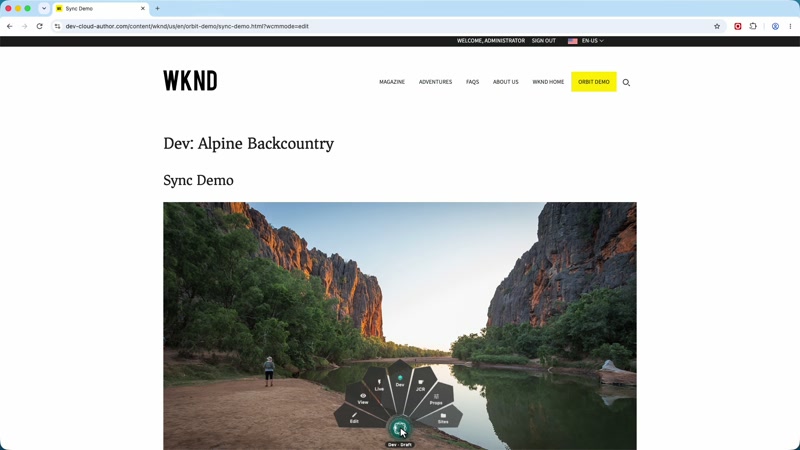 Sync Demo
dev-cloud-author.com/content/wknd/us/en/orbit-demo/sync-demo.html?wcmmode=edit
WELCOME, ADMINISTRATOR SIGN OUT EN-US
WKND
MAGAZINE ADVENTURES FAQS ABOUT US WKND HOME ORBIT DEMO
Dev: Alpine Backcountry
Sync Demo
Edit
View
Live
Dev
JCR
Props
Sites
Dev - Draft